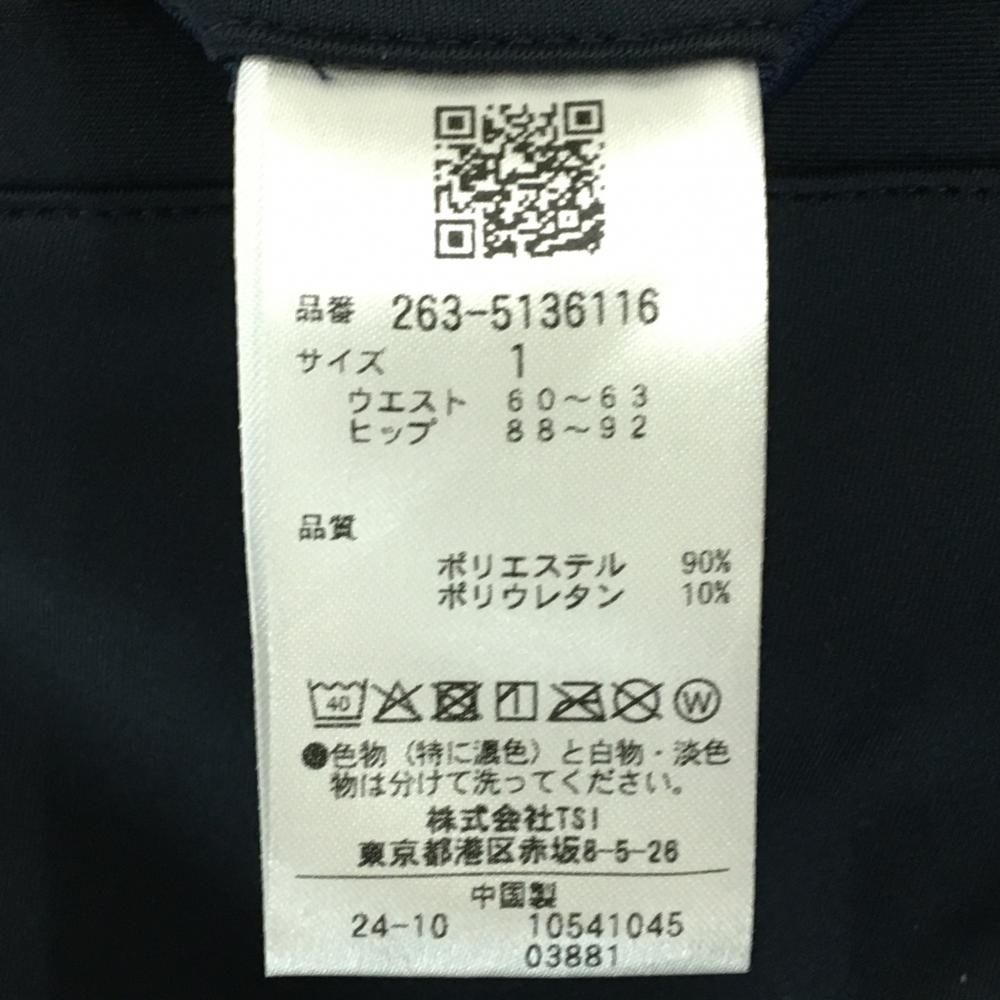 品番 263-5136116
サイズ 1
ウエスト 60～63
ヒップ 88～92
品質
ポリエステル 90%
ポリウレタン 10%
40 W
●色物（特に濃色）と白物・淡色
物は分けて洗ってください。
株式会社TSI
東京都港区赤坂8-5-26
中国製
24-10 10541045
03881